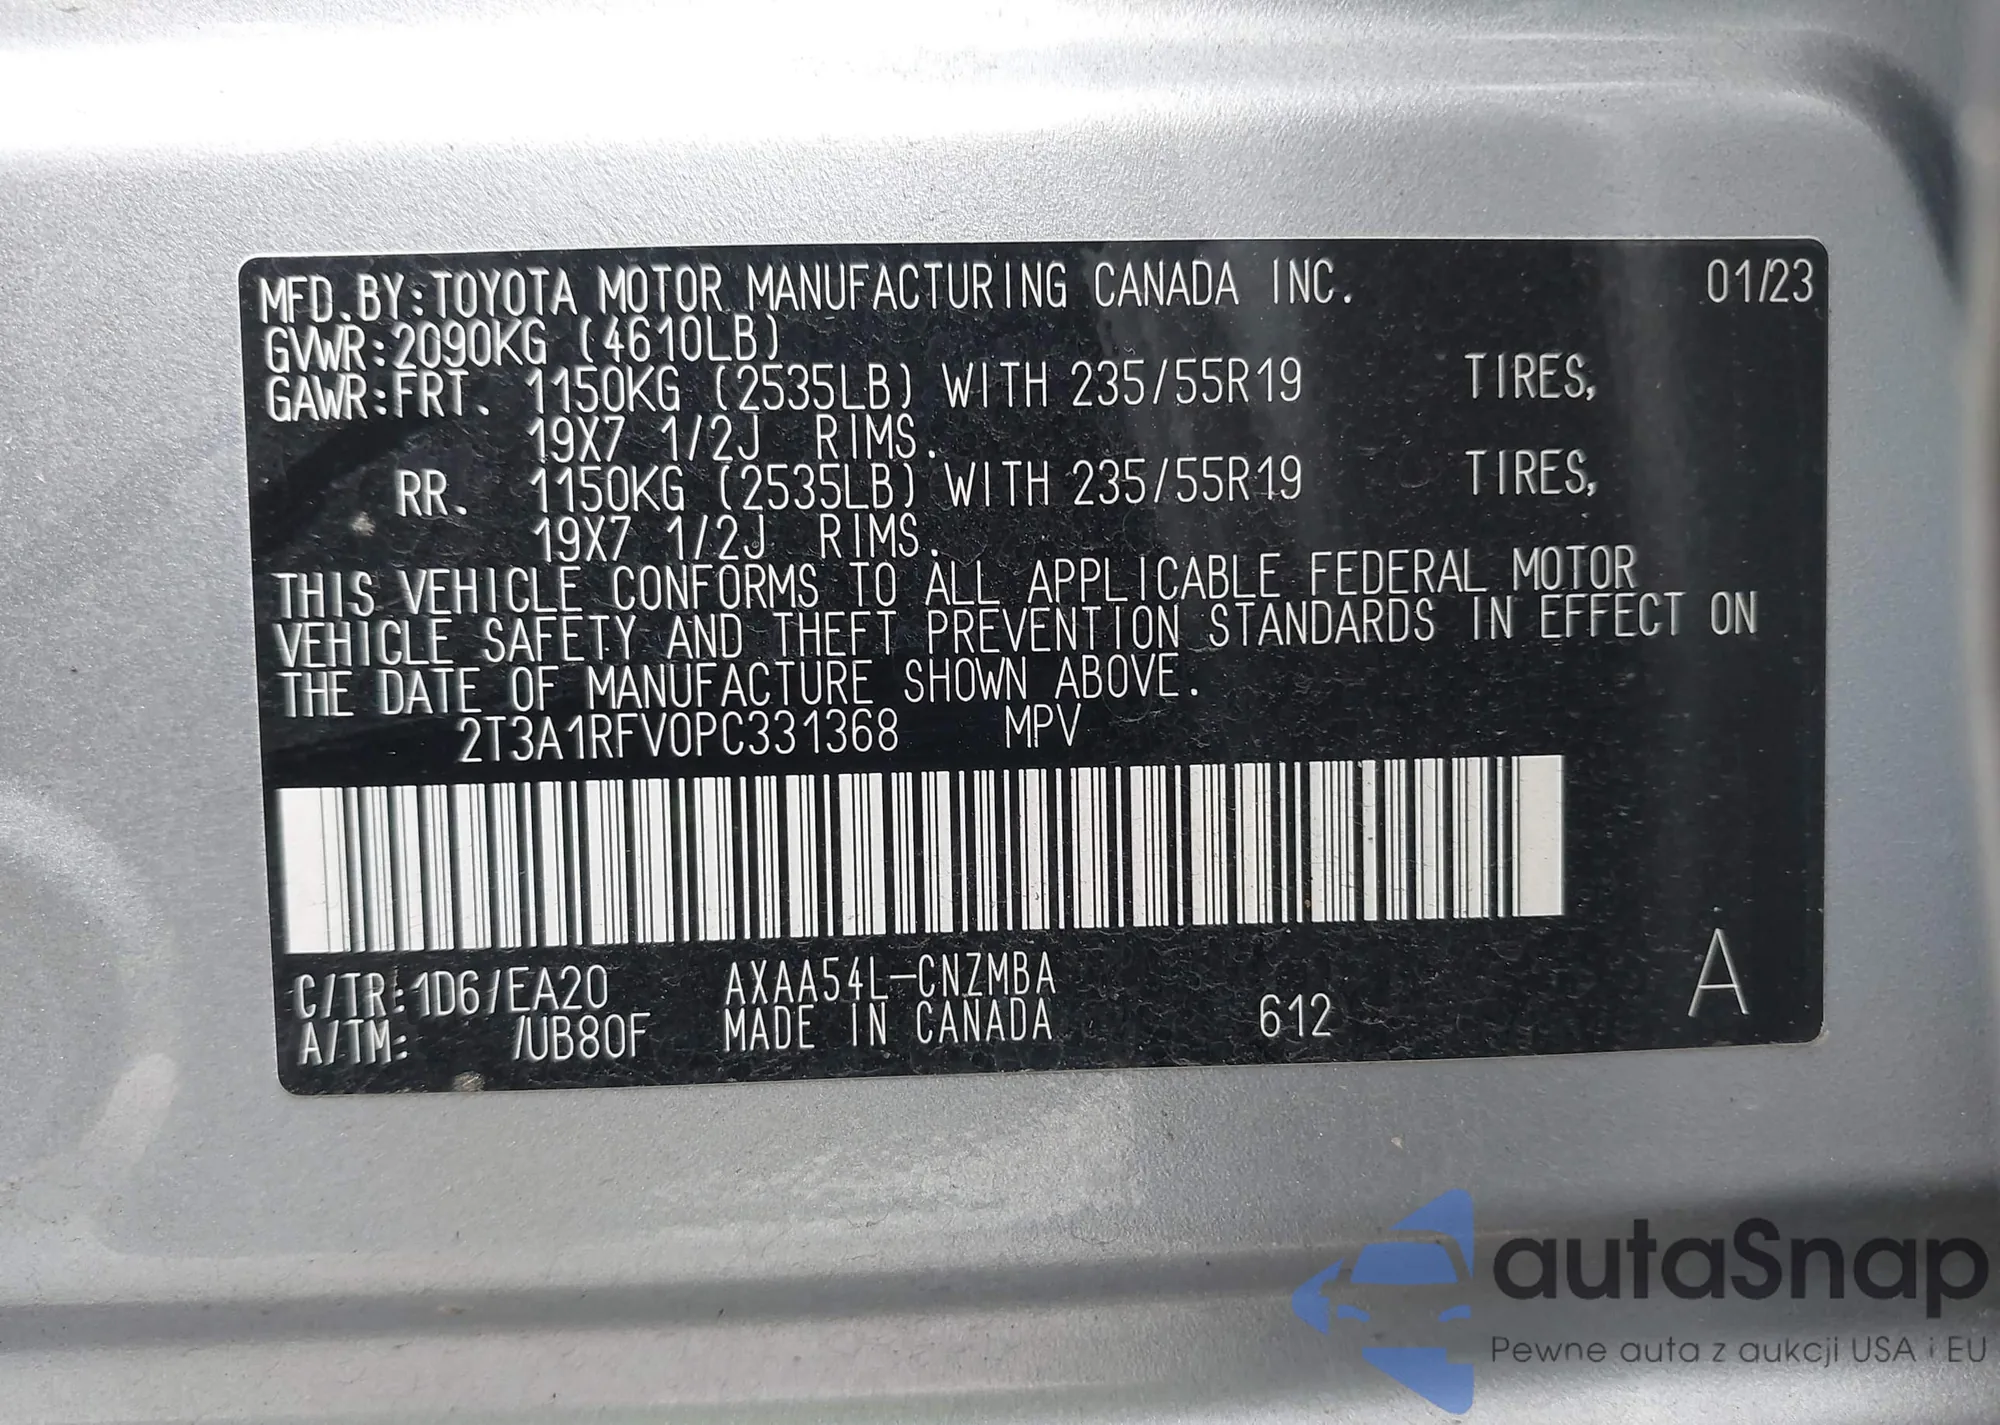 MFD.BY:TOYOTA MOTOR MANUFACTURING CANADA INC. 01/23
GVWR:2090KG (4610LB)
GAWR:FRT. 1150KG (2535LB) WITH 235/55R19 TIRES,
19X7 1/2J RIMS.
RR. 1150KG (2535LB) WITH 235/55R19 TIRES,
19X7 1/2J RIMS.
THIS VEHICLE CONFORMS TO ALL APPLICABLE FEDERAL MOTOR
VEHICLE SAFETY AND THEFT PREVENTION STANDARDS IN EFFECT ON
THE DATE OF MANUFACTURE SHOWN ABOVE.
2T3A1RFV0PC331368 MPV
C/TR:1D6/EA20 AXAA54L-CNZMBA
A/TM: /UB80F MADE IN CANADA 612 A
autaSnap
Pewne auta z aukcji USA i EU